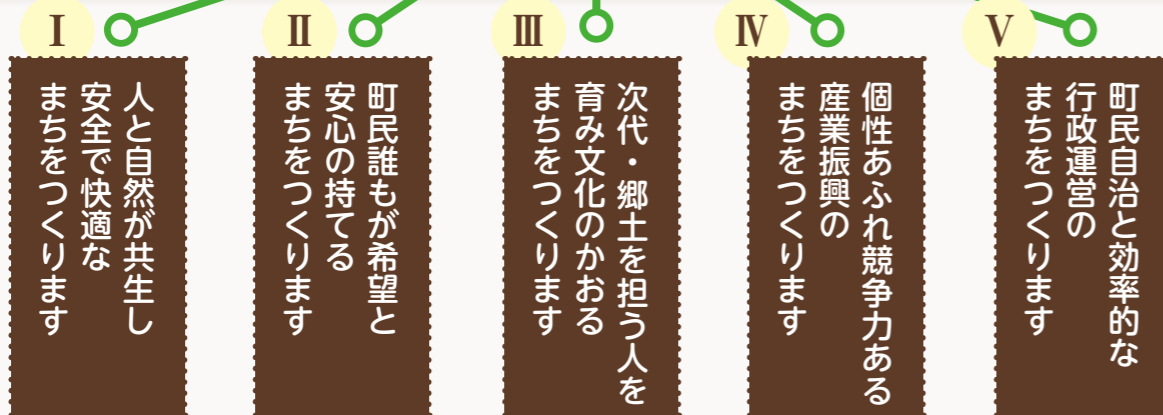 Ⅰ
人と自然が共生し
安全で快適な
まちをつくります
Ⅱ
町民誰もが希望と
安心の持てる
まちをつくります
Ⅲ
次代・郷土を担う人を
育み文化のかおる
まちをつくります
Ⅳ
個性あふれ競争力ある
産業振興の
まちをつくります
Ⅴ
町民自治と効率的な
行政運営の
まちをつくります